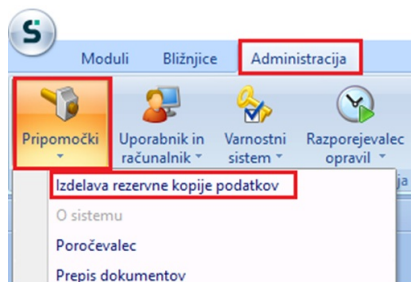 S
Moduli Bližnjice Administracija
Pripomočki Uporabnik in Varnostni Razporejevalec
računalnik sistem opravil
ja
Izdelava rezervne kopije podatkov
O sistemu
Poročevalec
Prepis dokumentov